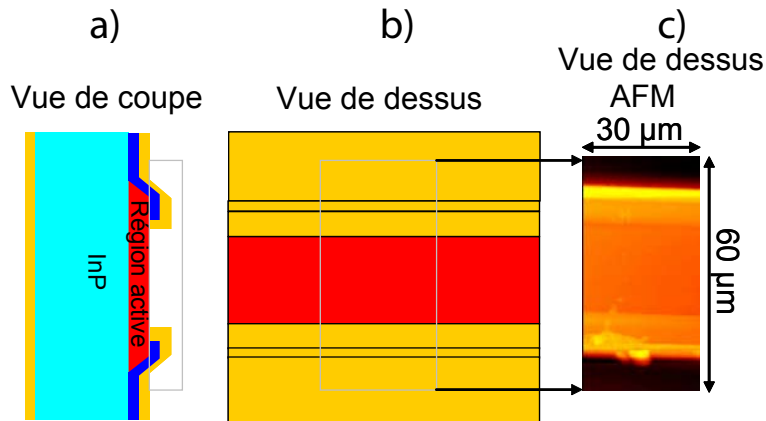 a)
b)
c)
Vue de coupe
Vue de dessus
Vue de dessus
AFM
30 µm
InP
Région active
60 µm